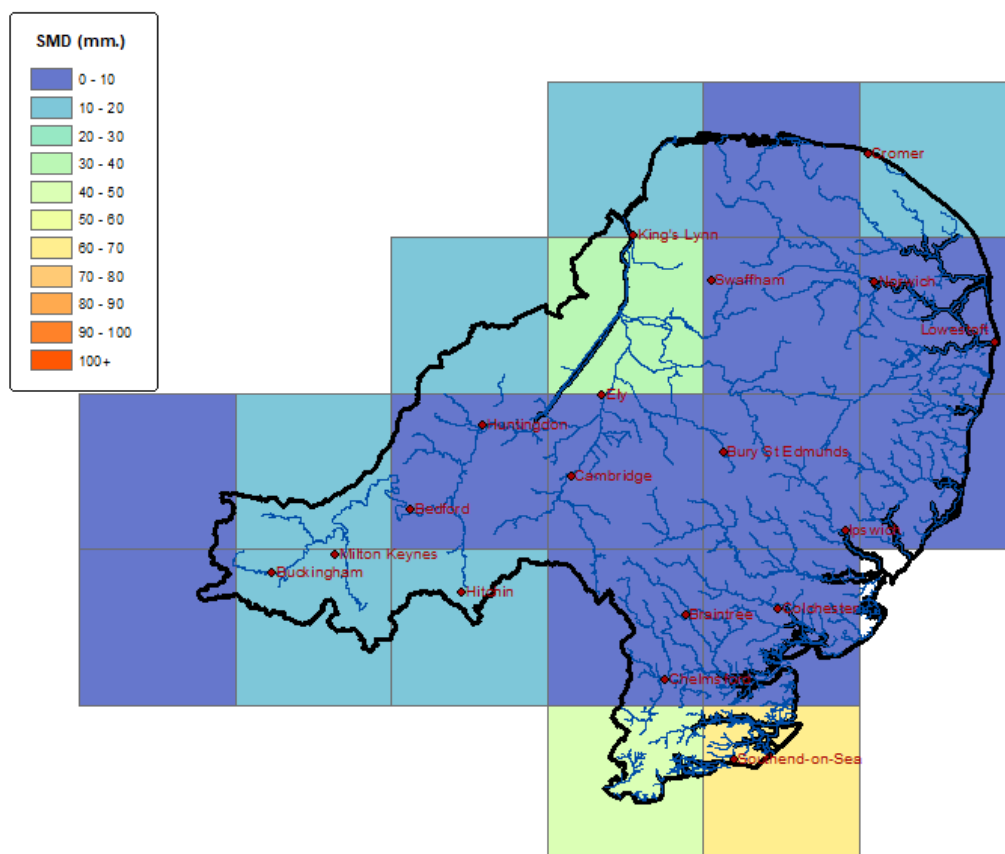 SMD (mm.)
0 - 10
10 - 20
20 - 30
30 - 40
40 - 50
50 - 60
60 - 70
70 - 80
80 - 90
90 - 100
100+
Cromer
King's Lynn
Swaffham
Norwich
Lowestoft
Ely
Huntingdon
Bury St Edmunds
Cambridge
Bedford
Ipswich
Milton Keynes
Buckingham
Hitchin
Colchester
Braintree
Chelmsford
Southend-on-Sea